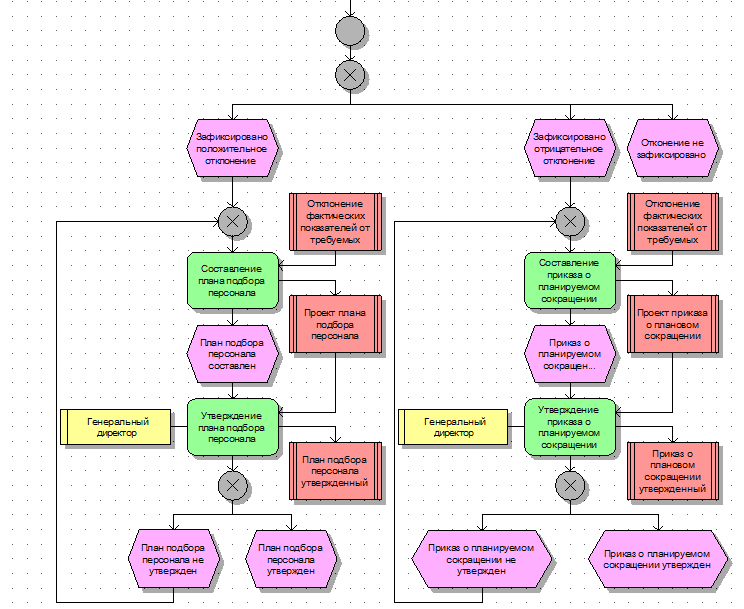 Зафиксировано
положительное
отклонение
Зафиксировано
отрицательное
отклонение
Отконение не
зафиксировано
Отклонение
фактических
показателей от
требуемых
Отклонение
фактических
показателей от
требуемых
Составление
плана подбора
персонала
Составление
приказа о
планируемом
сокращении
Проект плана
подбора
персонала
Проект приказа
о плановом
сокращении
План подбора
персонала
составлен
Приказ о
планируемом
сокращен...
Генеральный
директор
Утверждение
плана подбора
персонала
Генеральный
директор
Утверждение
приказа о
планируемом
сокращении
План подбора
персонала
утвержденный
Приказ о
плановом
сокращении
утвержденный
План подбора
персонала не
утвержден
План подбора
персонала
утвержден
Приказ о планируемом
сокращении не
утвержден
Приказ о планируемом
сокращении утвержден